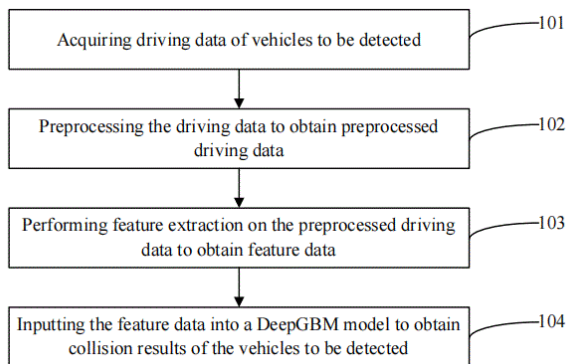 Acquiring driving data of vehicles to be detected
101
Preprocessing the driving data to obtain preprocessed
driving data
102
Performing feature extraction on the preprocessed driving
data to obtain feature data
103
Inputting the feature data into a DeepGBM model to obtain
collision results of the vehicles to be detected
104